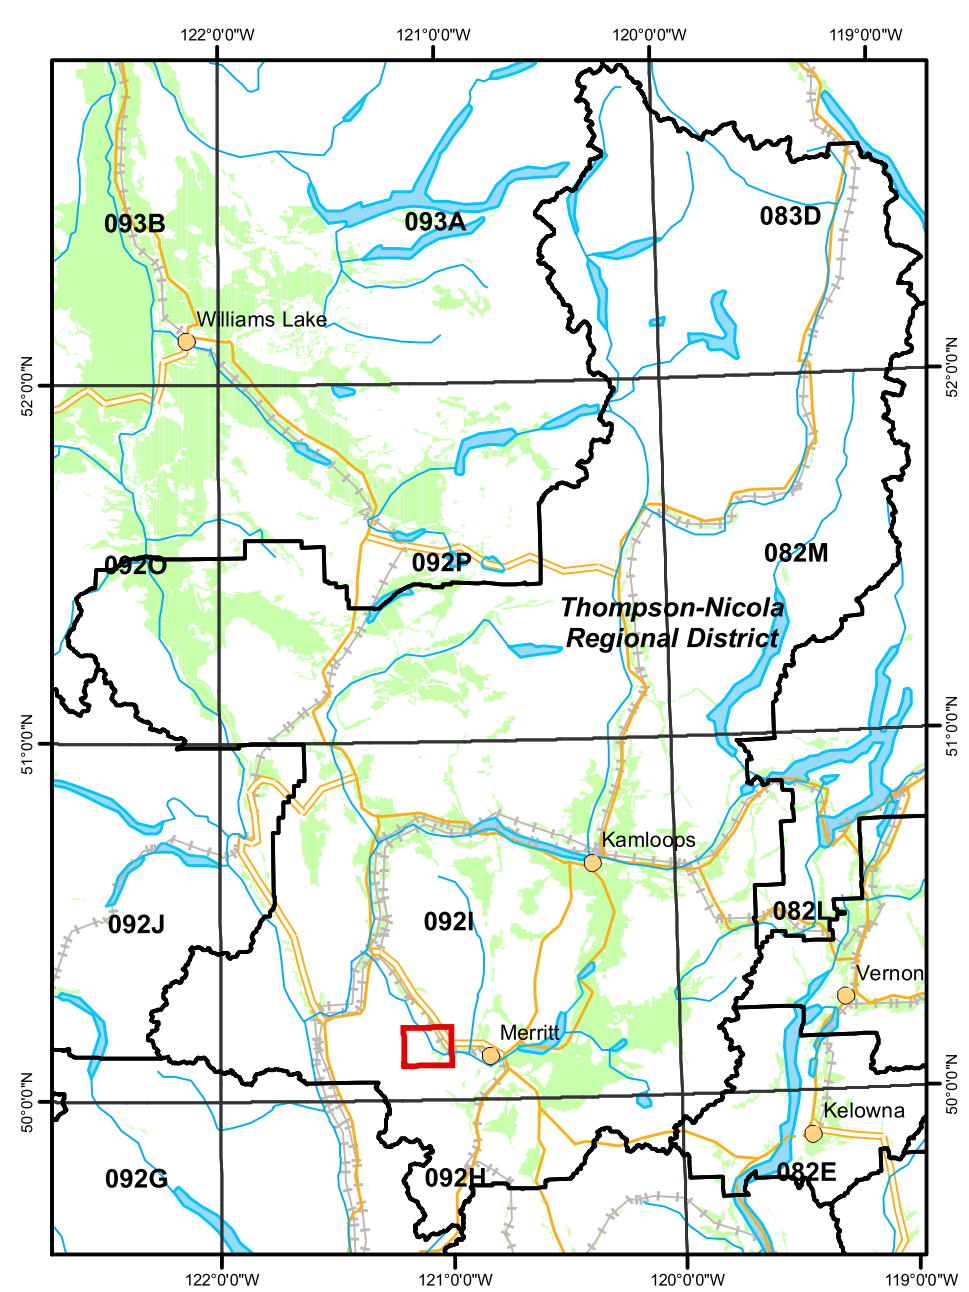 122°0'0"W
121°0'0"W
120°0'0"W
119°0'0"W
083D
093B
093A
Williams Lake
52°0'0"N
52°0'0"N
082M
092O
092P
Thompson-Nicola
Regional District
51°0'0"N
51°0'0"N
Kamloops
092J
092I
082L
Vernon
Merritt
50°0'0"N
50°0'0"N
Kelowna
092G
092H
082E
122°0'0"W
121°0'0"W
120°0'0"W
119°0'0"W